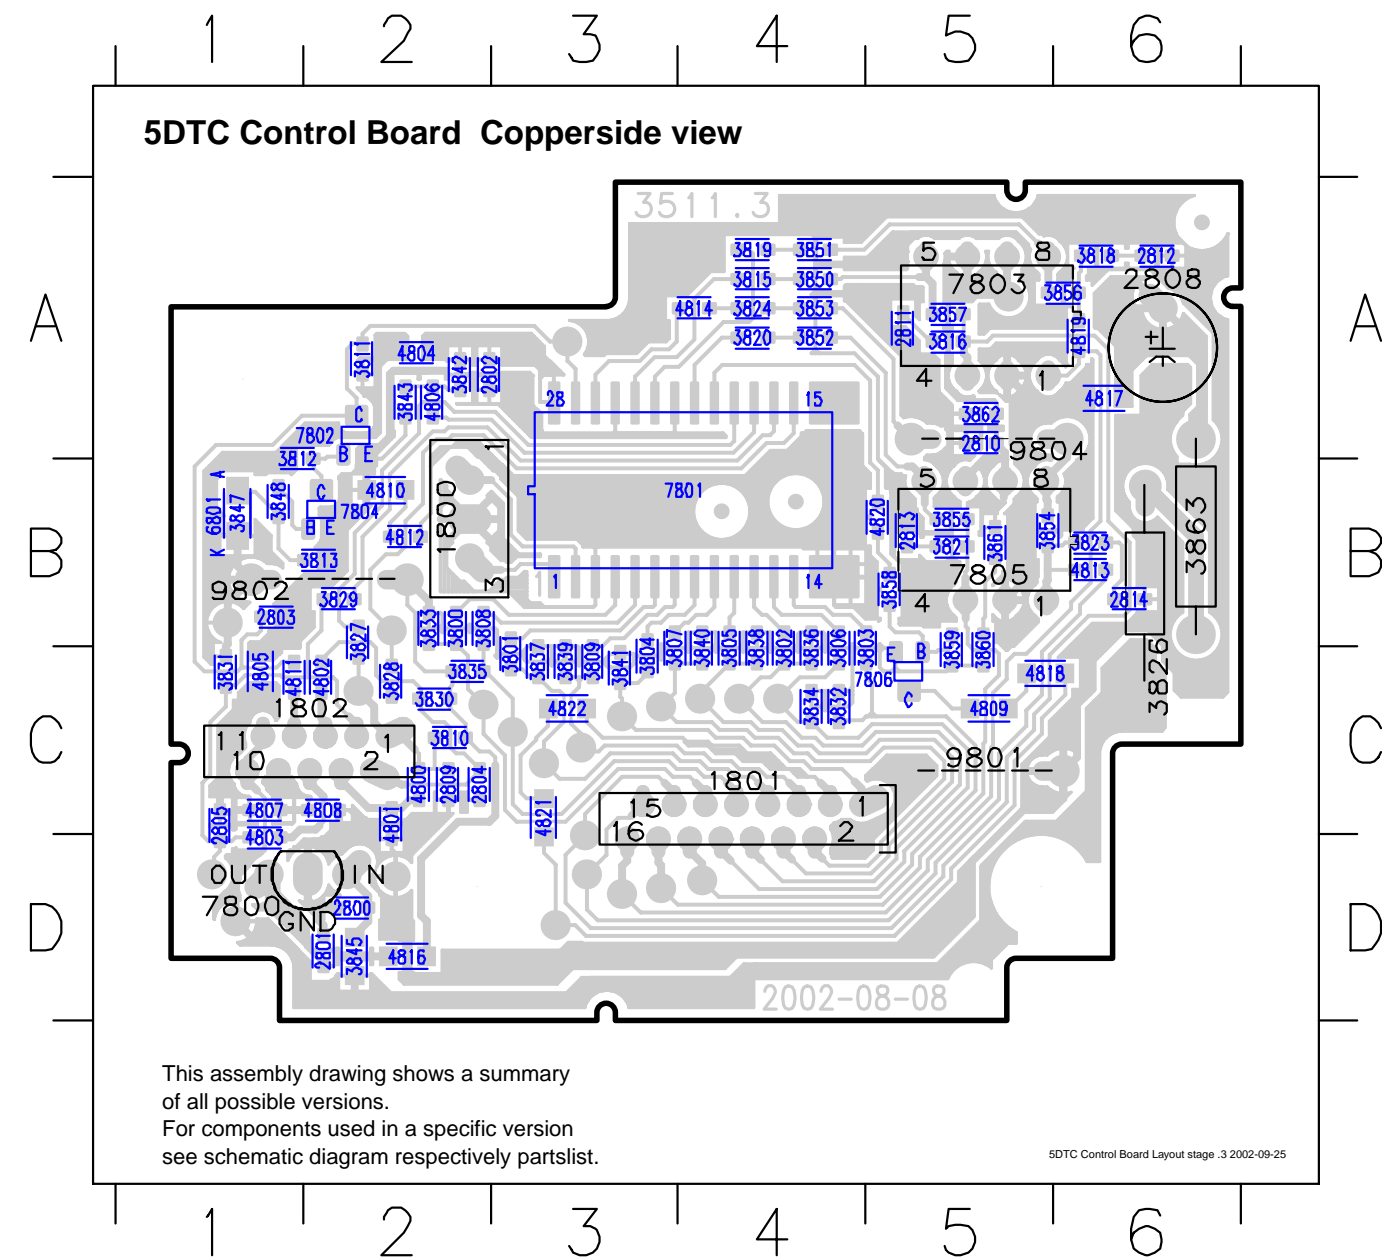 1 2 3 4 5 6
5DTC Control Board Copperside view
3511.3
3819 3851 5 8 3818 2812
3815 3850 7803 2808
3856
4814 3824 3853 2811 3857 4819 +
A A
3820 3852 3816
3811 4804 3842 2802
4 1
3843 4806 28 15 3862 4817
C
7802 2810 9804
B E
3812 1
A 5 8
6801 3847 3848 C 4810 1800 7801 4820 2813 3855 3861 3854 3863
B E 7804
K 4812 3821 3823
B B
3813 1 14 7805 4813
9802 3829 3 3858 4 1 2814
2803 3827 3833 3800 3808
3801 3837 3839 3809 3841 3804 3807 3840 3805 3838 3802 3836 3806 3803 E B 3859 3860
3831 4805 4811 4802 3828 3835 7806 4818 3826
3830 4822 3834 3832 C 4809
1802
11 1 3810
C C
10 2 9801
4800 2809 2804 1801
2805 4807 4808 4801 4821 15 1
4803 16 2
OUT IN
7800 2800
GND
D D
2801 3845 4816
2002-08-08
This assembly drawing shows a summary
of all possible versions.
For components used in a specific version
see schematic diagram respectively partslist.
5DTC Control Board Layout stage .3 2002-09-25
1 2 3 4 5 6